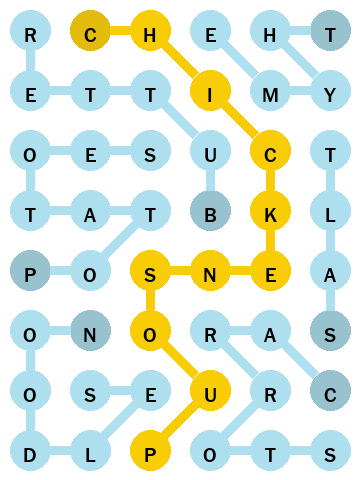 R C H E H T
E T T I M Y
O E S U C T
T A T B K L
P O S N E A
O N O R A S
O S E U R C
D L P O T S